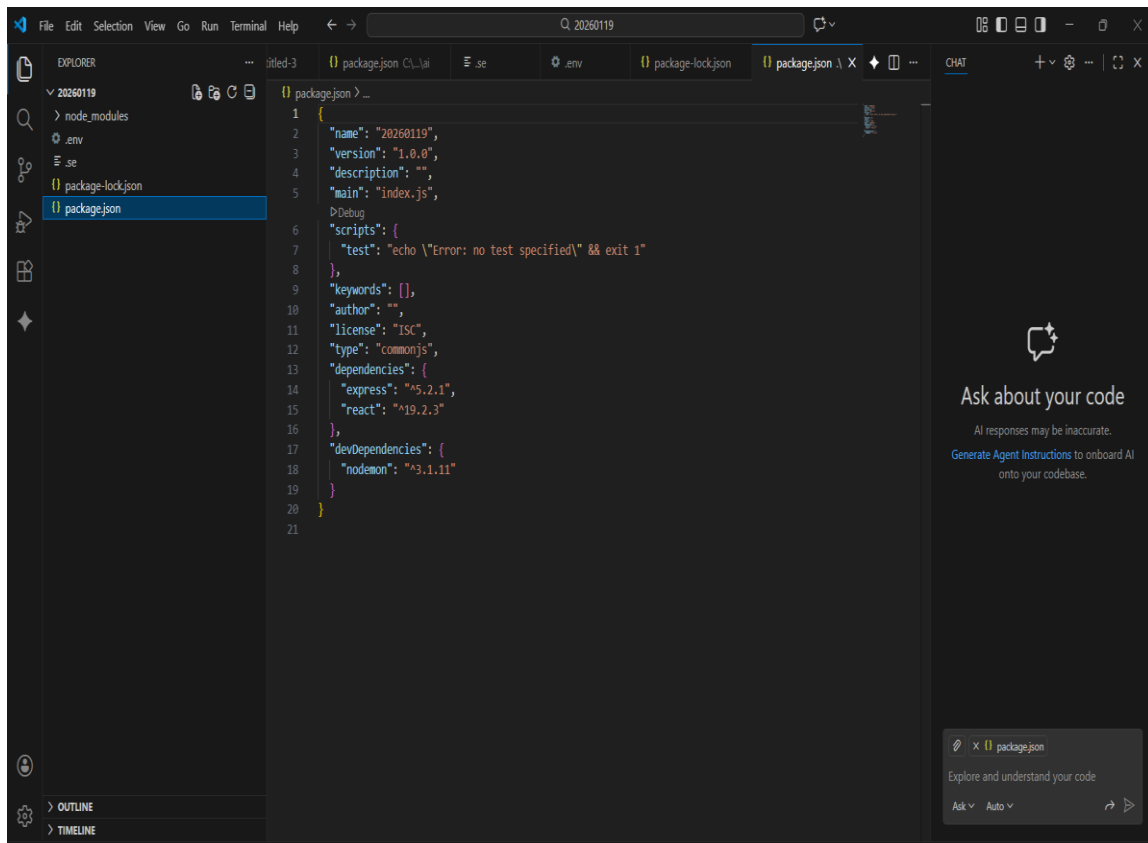 File Edit Selection View Go Run Terminal Help
20260119
EXPLORER
20260119
node_modules
.env
.se
package-lock.json
package.json
OUTLINE
TIMELINE
itled-3
package.json C:\...\ai
.se
.env
package-lock.json
package.json .\
package.json > ...
1 {
2 "name": "20260119",
3 "version": "1.0.0",
4 "description": "",
5 "main": "index.js",
Debug
6 "scripts": {
7 "test": "echo \"Error: no test specified\" && exit 1"
8 },
9 "keywords": [],
10 "author": "",
11 "license": "ISC",
12 "type": "commonjs",
13 "dependencies": {
14 "express": "^5.2.1",
15 "react": "^19.2.3"
16 },
17 "devDependencies": {
18 "nodemon": "^3.1.11"
19 }
20 }
21
CHAT
Ask about your code
AI responses may be inaccurate.
Generate Agent Instructions to onboard AI
onto your codebase.
package.json
Explore and understand your code
Ask Auto